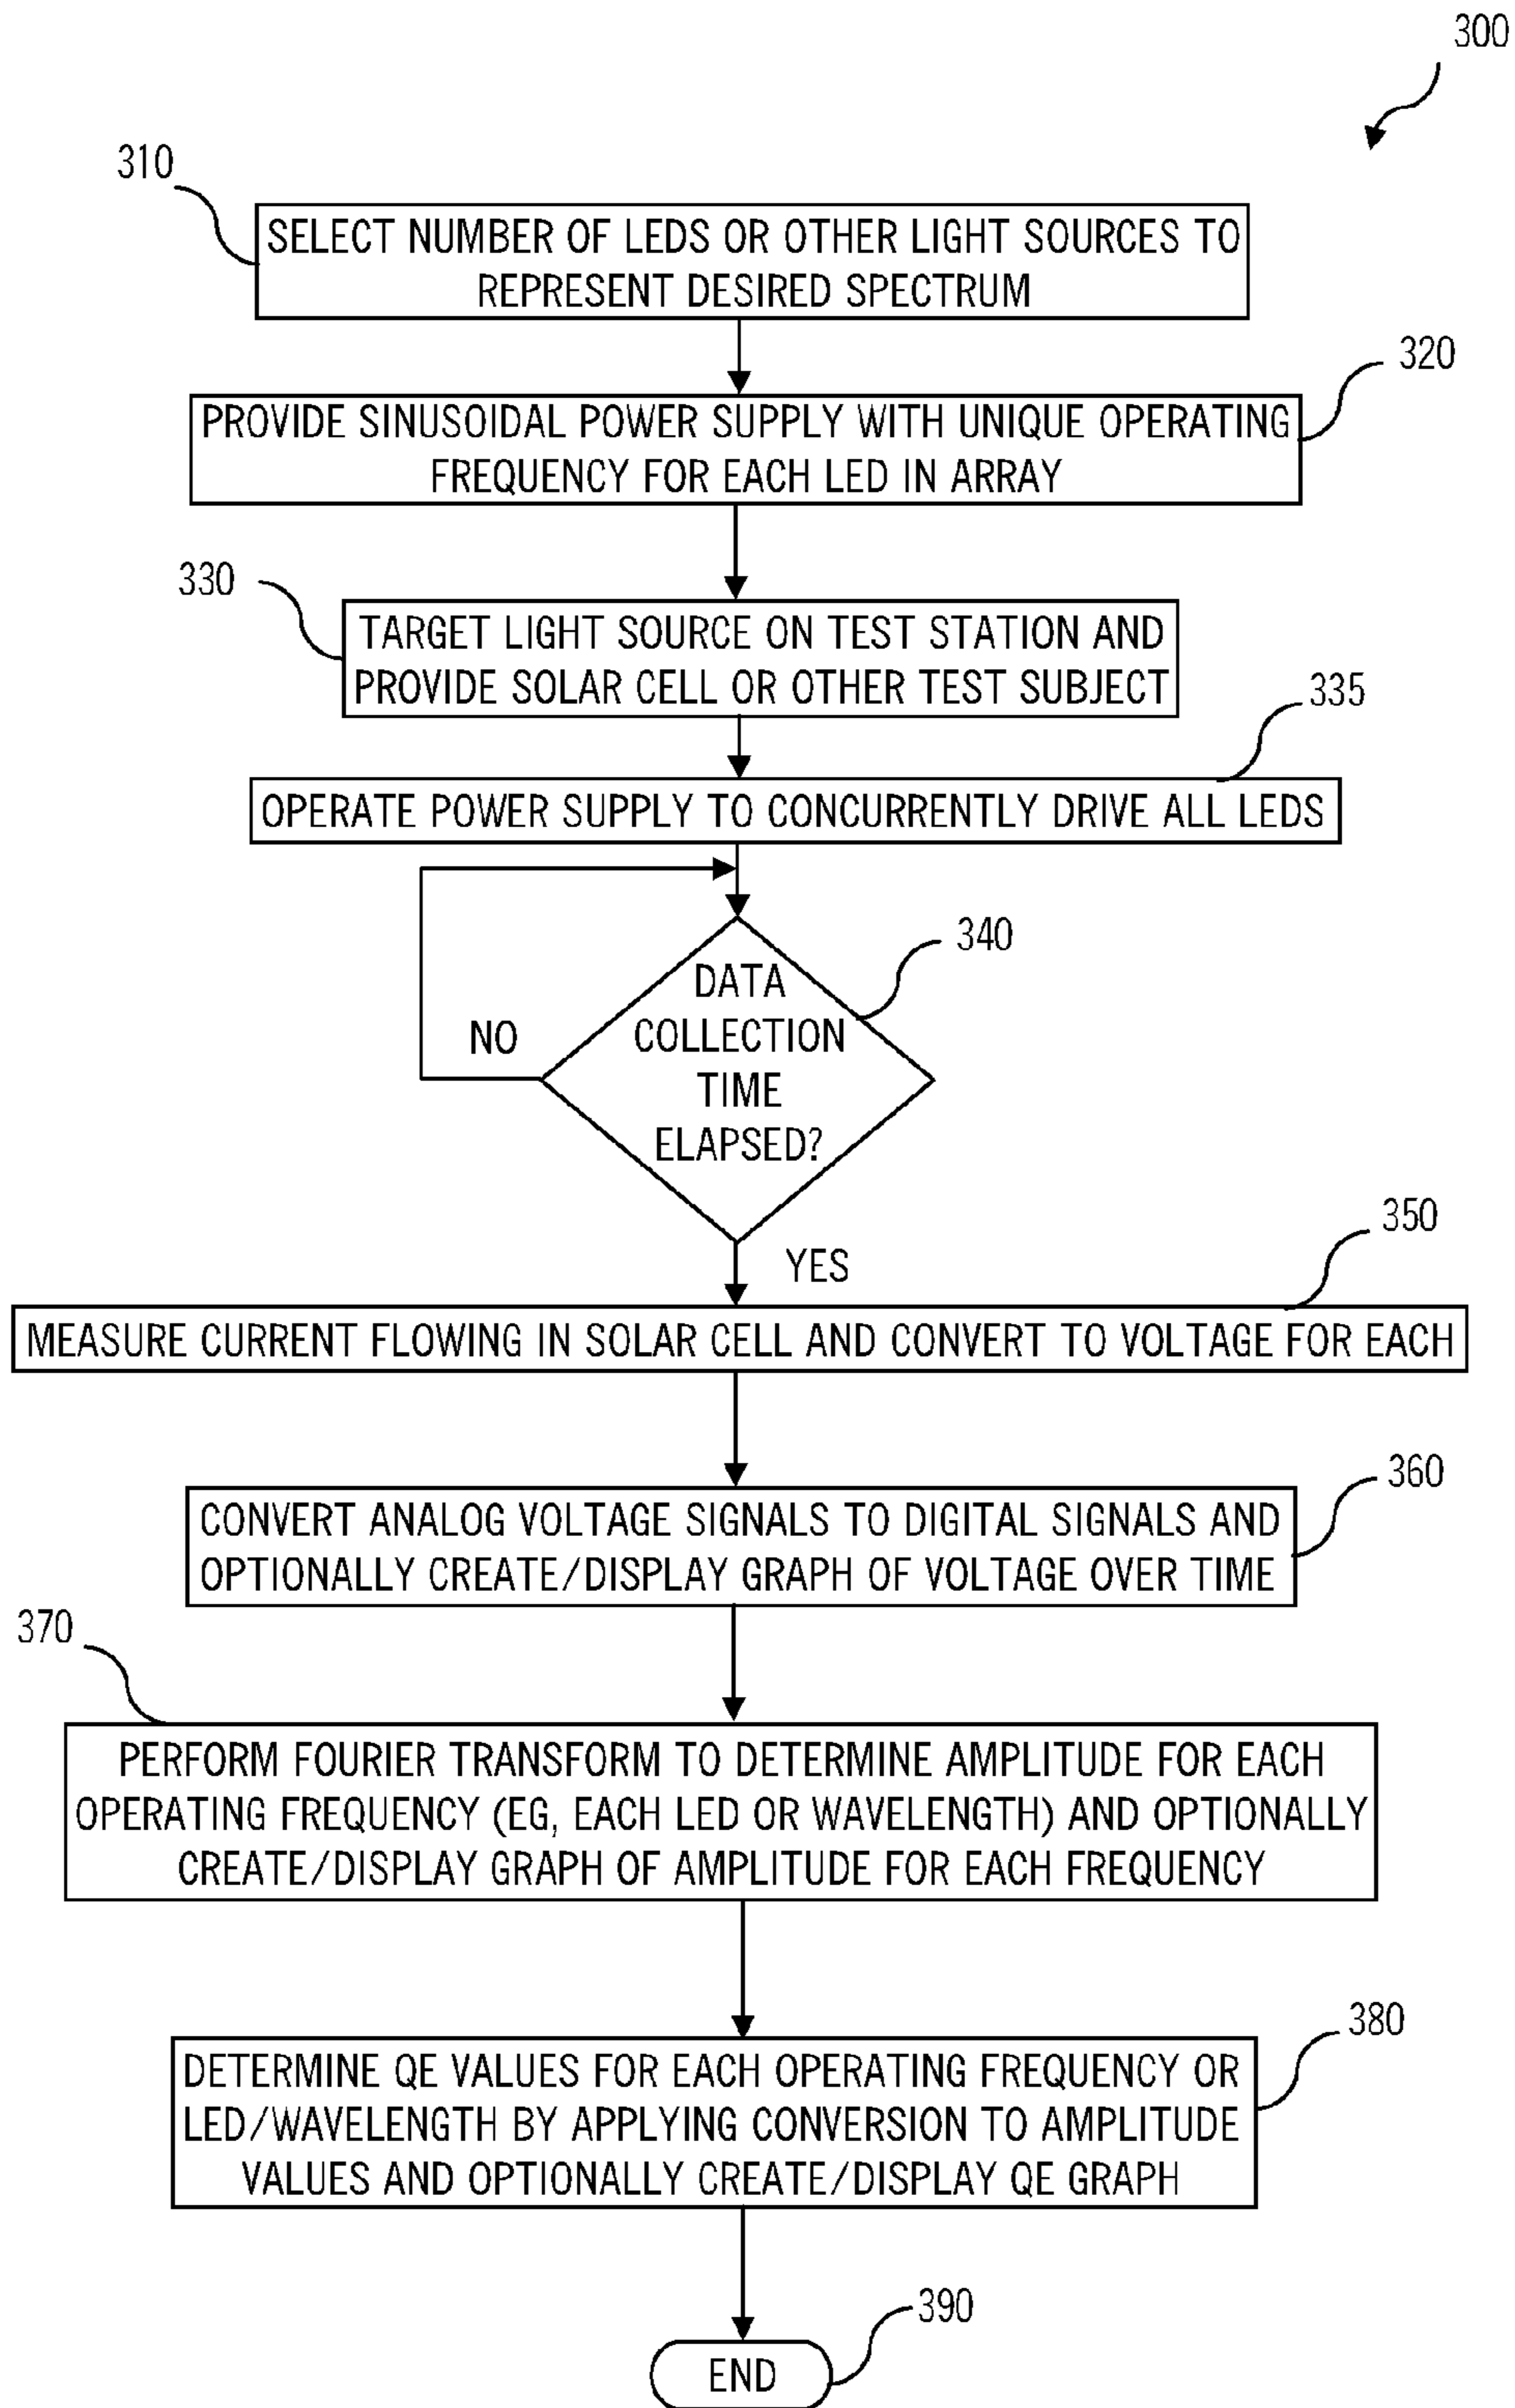 300
310
SELECT NUMBER OF LEDS OR OTHER LIGHT SOURCES TO
REPRESENT DESIRED SPECTRUM
320
PROVIDE SINUSOIDAL POWER SUPPLY WITH UNIQUE OPERATING
FREQUENCY FOR EACH LED IN ARRAY
330
TARGET LIGHT SOURCE ON TEST STATION AND
PROVIDE SOLAR CELL OR OTHER TEST SUBJECT
335
OPERATE POWER SUPPLY TO CONCURRENTLY DRIVE ALL LEDS
340
DATA
COLLECTION
TIME
ELAPSED?
NO
YES
350
MEASURE CURRENT FLOWING IN SOLAR CELL AND CONVERT TO VOLTAGE FOR EACH
360
CONVERT ANALOG VOLTAGE SIGNALS TO DIGITAL SIGNALS AND
OPTIONALLY CREATE/DISPLAY GRAPH OF VOLTAGE OVER TIME
370
PERFORM FOURIER TRANSFORM TO DETERMINE AMPLITUDE FOR EACH
OPERATING FREQUENCY (EG, EACH LED OR WAVELENGTH) AND OPTIONALLY
CREATE/DISPLAY GRAPH OF AMPLITUDE FOR EACH FREQUENCY
380
DETERMINE QE VALUES FOR EACH OPERATING FREQUENCY OR
LED/WAVELENGTH BY APPLYING CONVERSION TO AMPLITUDE
VALUES AND OPTIONALLY CREATE/DISPLAY QE GRAPH
390
END